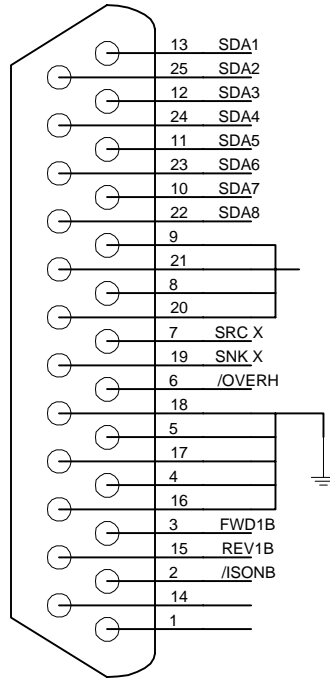 13 SDA1
25 SDA2
12 SDA3
24 SDA4
11 SDA5
23 SDA6
10 SDA7
22 SDA8
9
21
8
20
7 SRC X
19 SNK X
6 /OVERH
18
5
17
4
16
3 FWD1B
15 REV1B
2 /ISONB
14
1